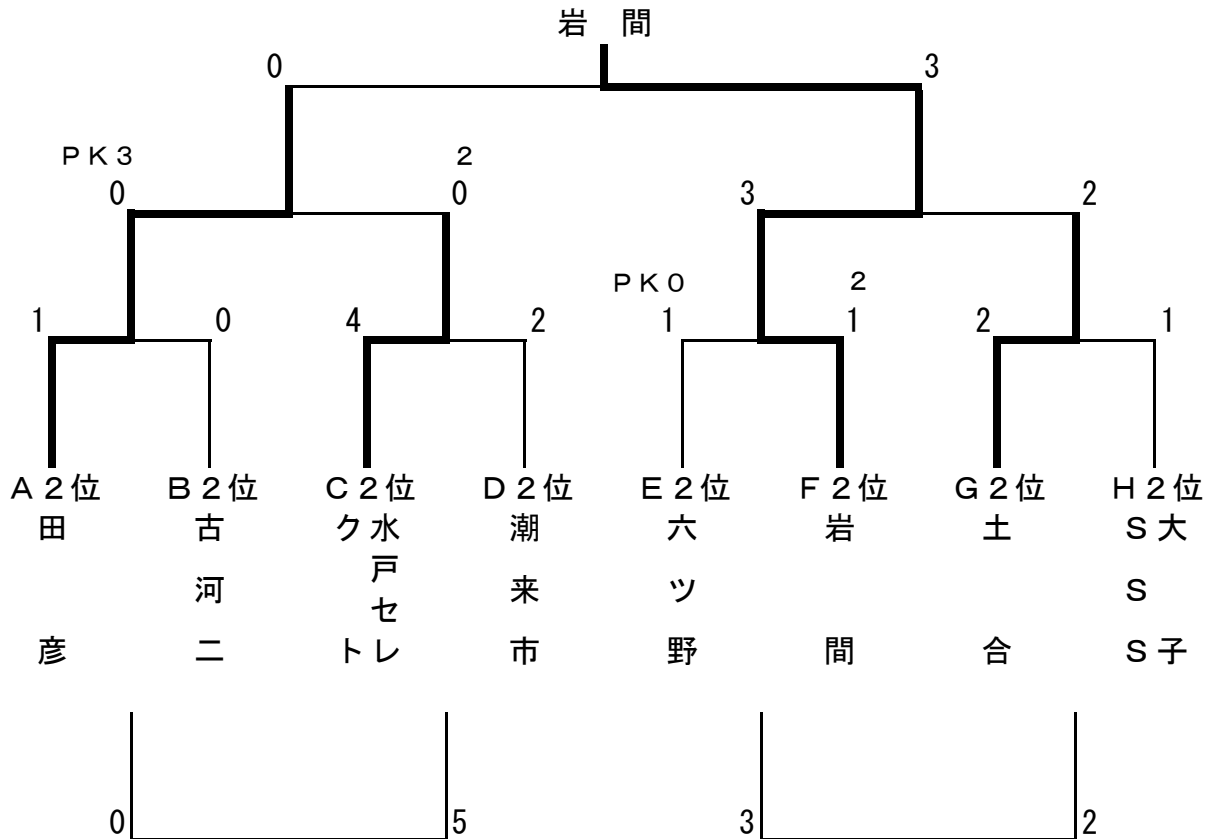 岩 間
0 3
PK3 2
0 0 3 2
PK0 2
1 0 4 2 1 1 2 1
A2位 B2位 C2位 D2位 E2位 F2位 G2位 H2位
田彦
古河二
水戸セレクト
潮来市
六ツ野
岩間
土合
大子SSS
0 5 3 2